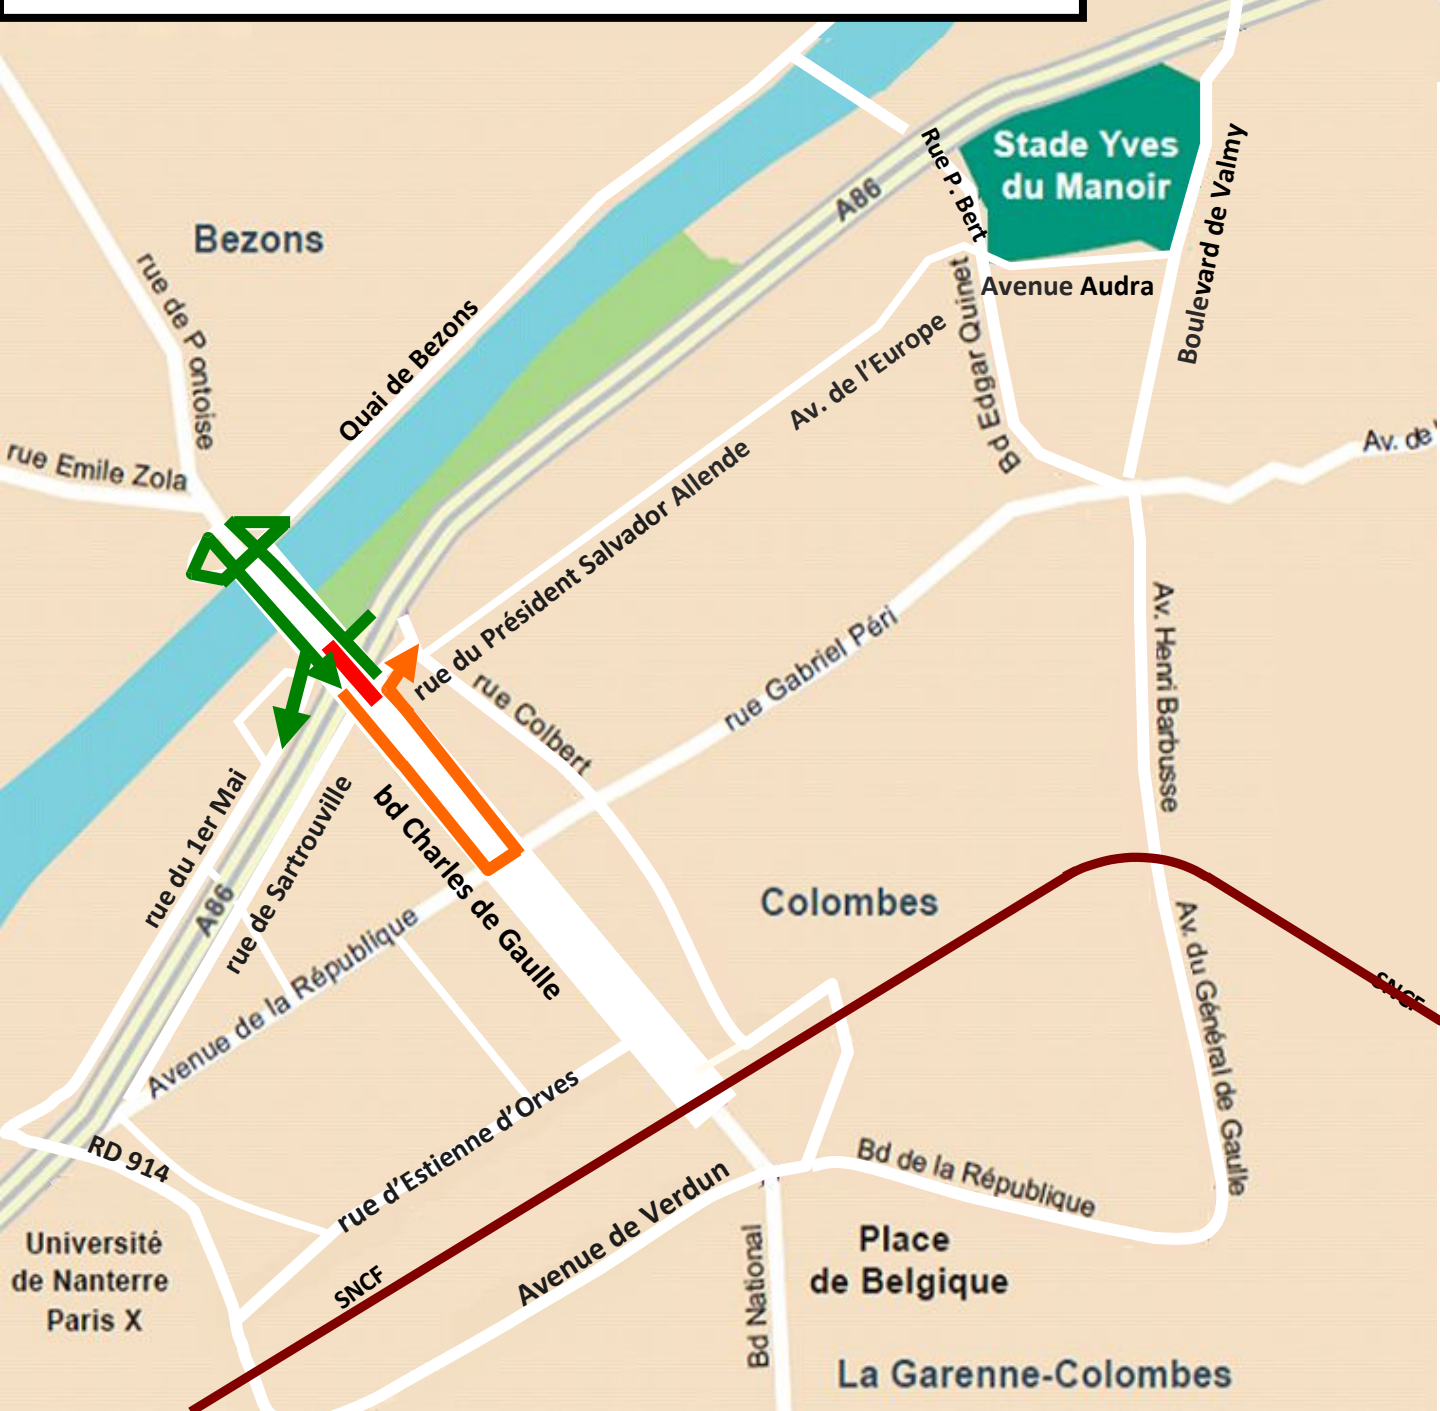 Stade Yves
du Manoir
Rue P. Bert
Boulevard de Valmy
A86
Bezons
rue de Pontoise
Quai de Bezons
Avenue Audra
Bd Edgar Quinet
Av. de l'Europe
rue Emile Zola
Av. de
rue du Président Salvador Allende
rue Colbert
rue Gabriel Péri
Av. Henri Barbusse
rue du 1er Mai
rue de Sartrouville
bd Charles de Gaulle
A86
Colombes
Avenue de la République
Av. du Général de Gaulle
SNCF
RD 914
rue d'Estienne d'Orves
Avenue de Verdun
Bd de la République
Université
de Nanterre
Paris X
SNCF
Bd National
Place
de Belgique
La Garenne-Colombes